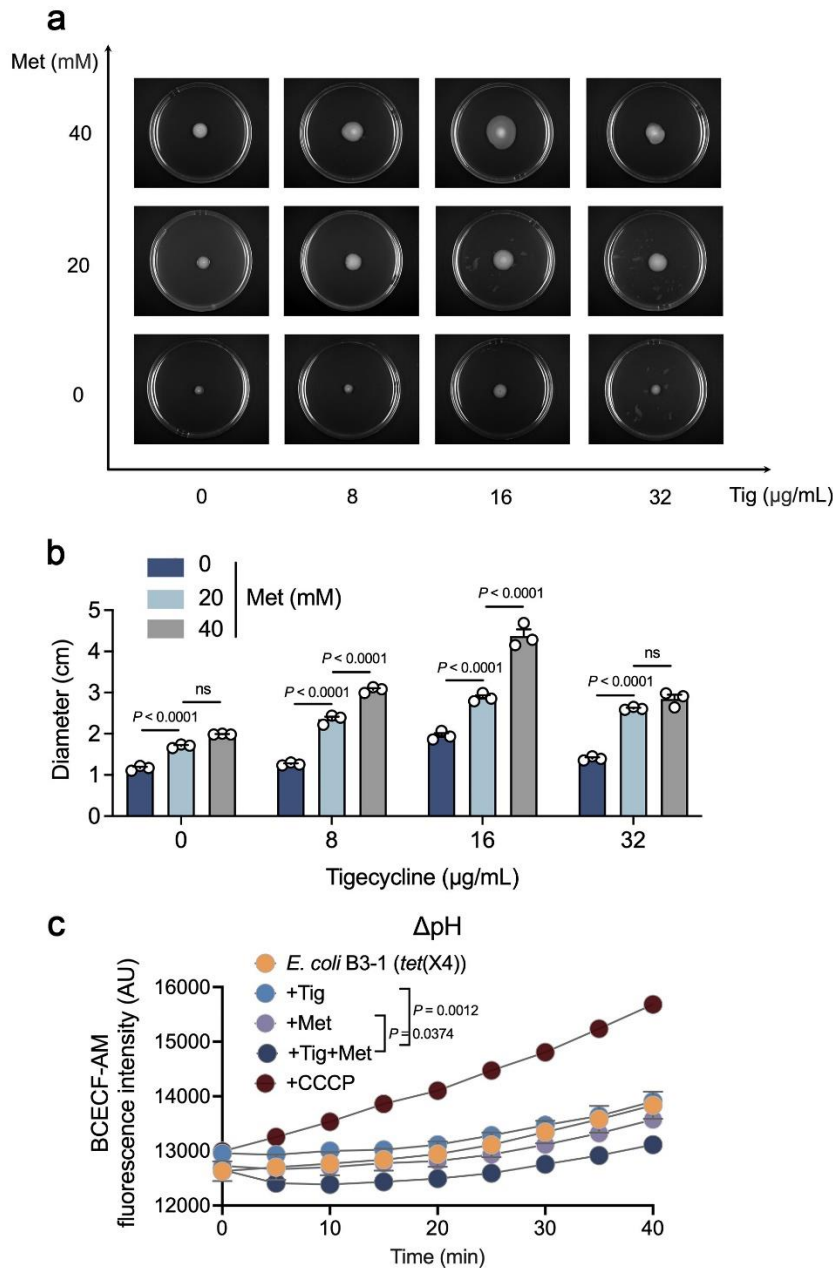 a
Met (mM)
40
20
0
0 8 16 32 Tig (µg/mL)
b
0
20 Met (mM)
40
Diameter (cm)
5
4
3
2
1
0
P < 0.0001
ns
P < 0.0001
P < 0.0001
P < 0.0001
P < 0.0001
P < 0.0001
ns
0 8 16 32
Tigecycline (µg/mL)
c
ΔpH
BCECF-AM
fluorescence intensity (AU)
16000
15000
14000
13000
12000
E. coli B3-1 (tet(X4))
+Tig
+Met
+Tig+Met
+CCCP
P = 0.0012
P = 0.0374
0 10 20 30 40
Time (min)